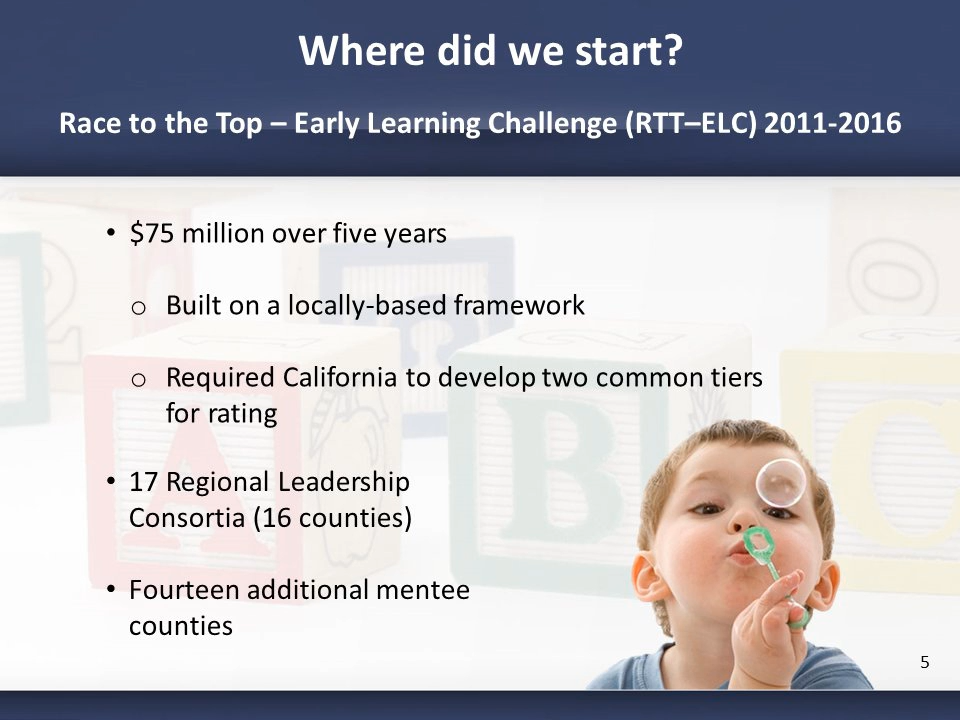 Where did we start?
Race to the Top – Early Learning Challenge (RTT–ELC) 2011-2016
• $75 million over five years
o Built on a locally-based framework
o Required California to develop two common tiers
for rating
• 17 Regional Leadership
Consortia (16 counties)
• Fourteen additional mentee
counties
5
A
B
C